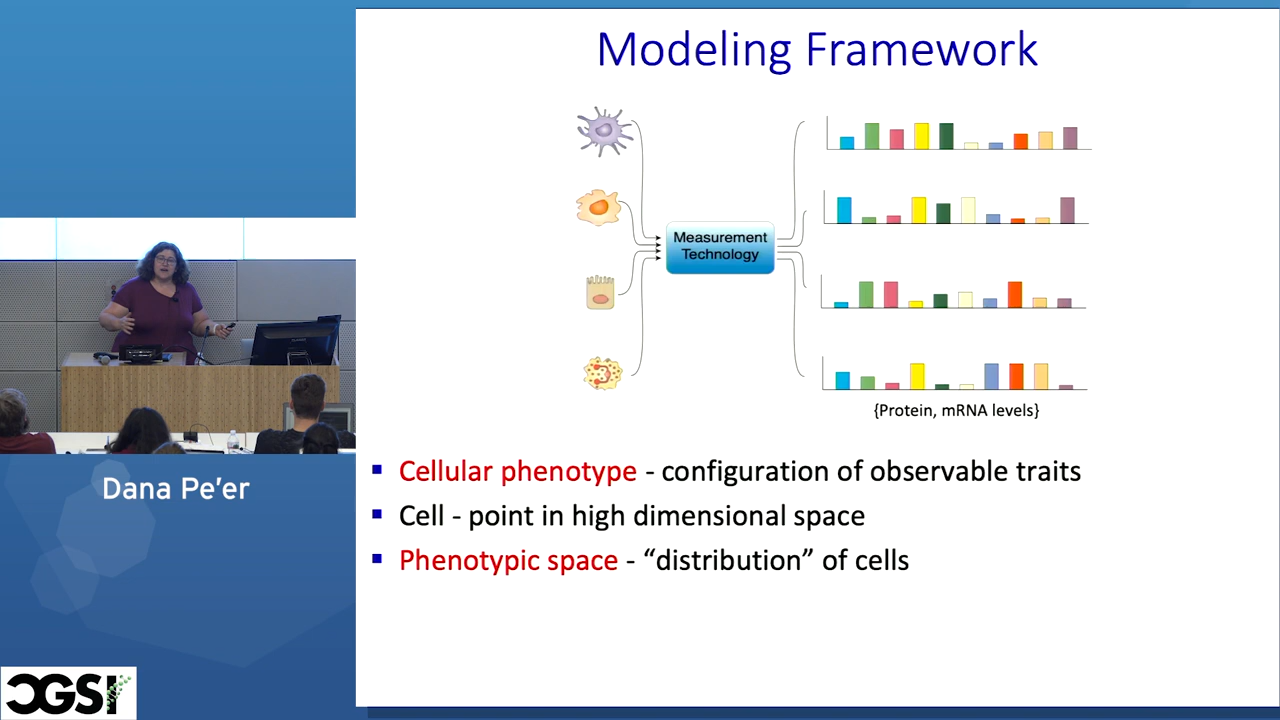 Modeling Framework
Measurement
Technology
{Protein, mRNA levels}
▪ Cellular phenotype - configuration of observable traits
▪ Cell - point in high dimensional space
▪ Phenotypic space - “distribution” of cells
Dana Pe’er
CGSI